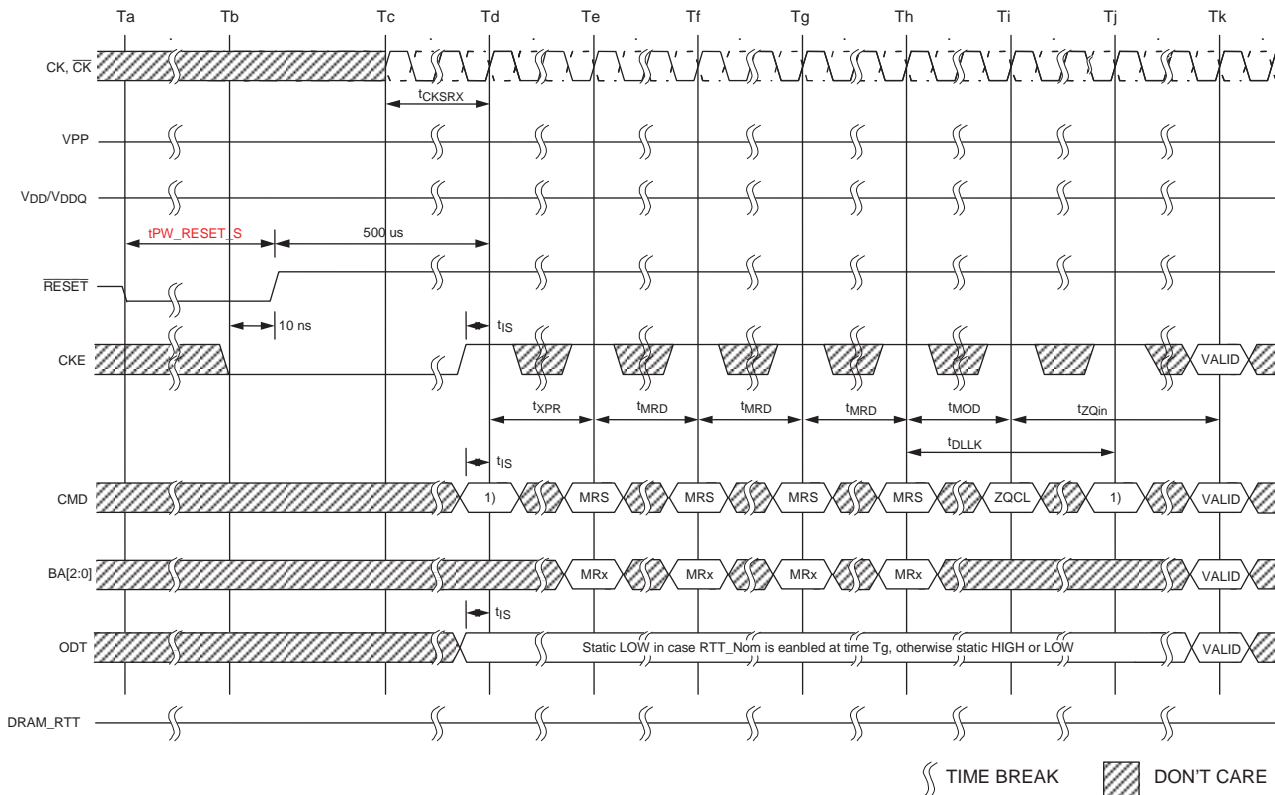 Ta Tb Tc Td Te Tf Tg Th Ti Tj Tk
CK, CK
tCKSRX
VPP
VDD/VDDQ
tPW_RESET_S 500 us
RESET
10 ns tIS
CKE VALID
tXPR tMRD tMRD tMRD tMOD tZQin
tDLLK
tIS
CMD 1) MRS MRS MRS MRS ZQCL 1) VALID
BA[2:0] MRx MRx MRx MRx VALID
tIS
ODT Static LOW in case RTT_Nom is eanbled at time Tg, otherwise static HIGH or LOW VALID
DRAM_RTT
TIME BREAK DON'T CARE